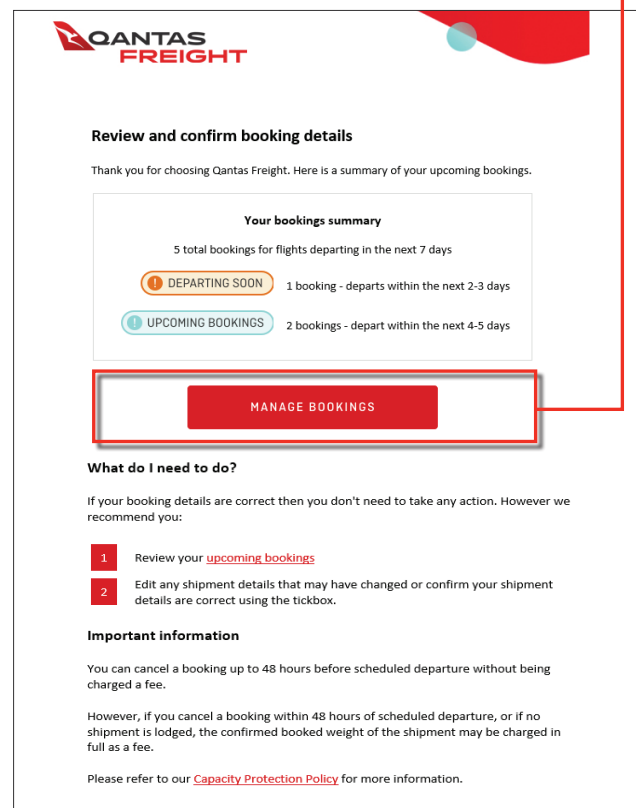 QANTAS
FREIGHT
Review and confirm booking details
Thank you for choosing Qantas Freight. Here is a summary of your upcoming bookings.
Your bookings summary
5 total bookings for flights departing in the next 7 days
! DEPARTING SOON 1 booking - departs within the next 2-3 days
! UPCOMING BOOKINGS 2 bookings - depart within the next 4-5 days
MANAGE BOOKINGS
What do I need to do?
If your booking details are correct then you don't need to take any action. However we
recommend you:
1 Review your upcoming bookings
2 Edit any shipment details that may have changed or confirm your shipment
details are correct using the tickbox.
Important information
You can cancel a booking up to 48 hours before scheduled departure without being
charged a fee.
However, if you cancel a booking within 48 hours of scheduled departure, or if no
shipment is lodged, the confirmed booked weight of the shipment may be charged in
full as a fee.
Please refer to our Capacity Protection Policy for more information.